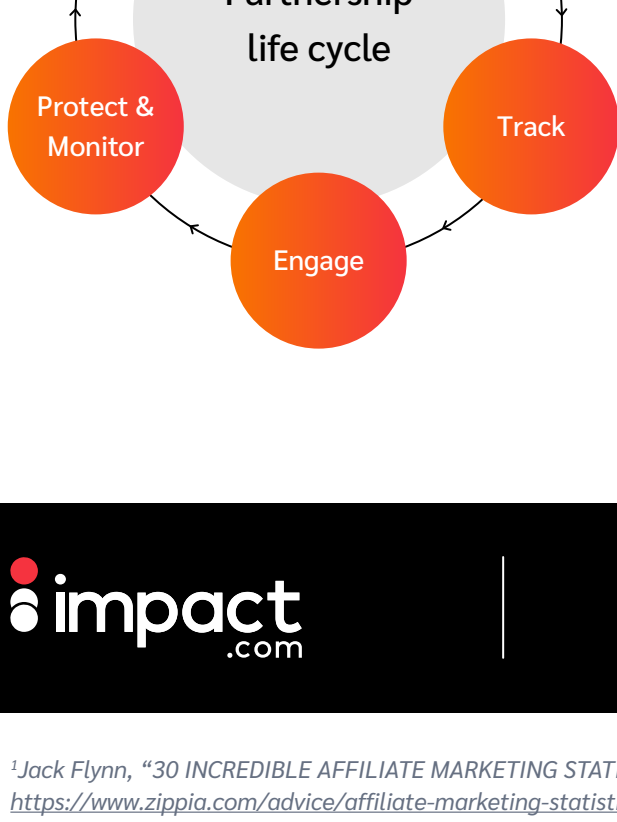 Partnership
life cycle
Protect &
Monitor
Track
Engage
impact
.com
¹Jack Flynn, “30 INCREDIBLE AFFILIATE MARKETING
https://www.zippia.com/advice/affiliate-marketing-statist